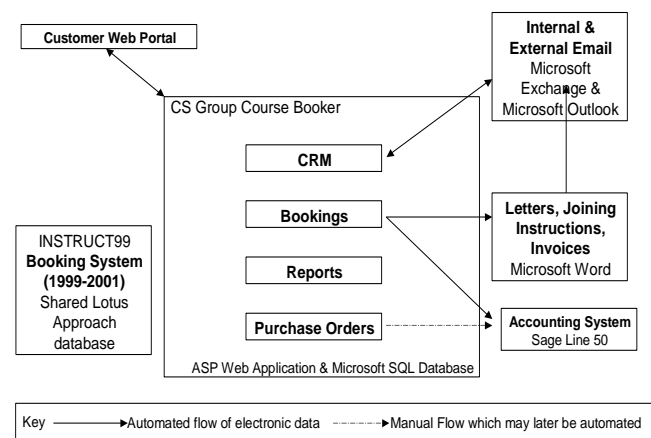 Customer Web Portal
Internal &
External Email
Microsoft
Exchange &
Microsoft Outlook
CS Group Course Booker
CRM
Bookings
Reports
Purchase Orders
ASP Web Application & Microsoft SQL Database
INSTRUCT99
Booking System
(1999-2001)
Shared Lotus
Approach
database
Letters, Joining
Instructions,
Invoices
Microsoft Word
Accounting System
Sage Line 50
Key Automated flow of electronic data Manual Flow which may later be automated